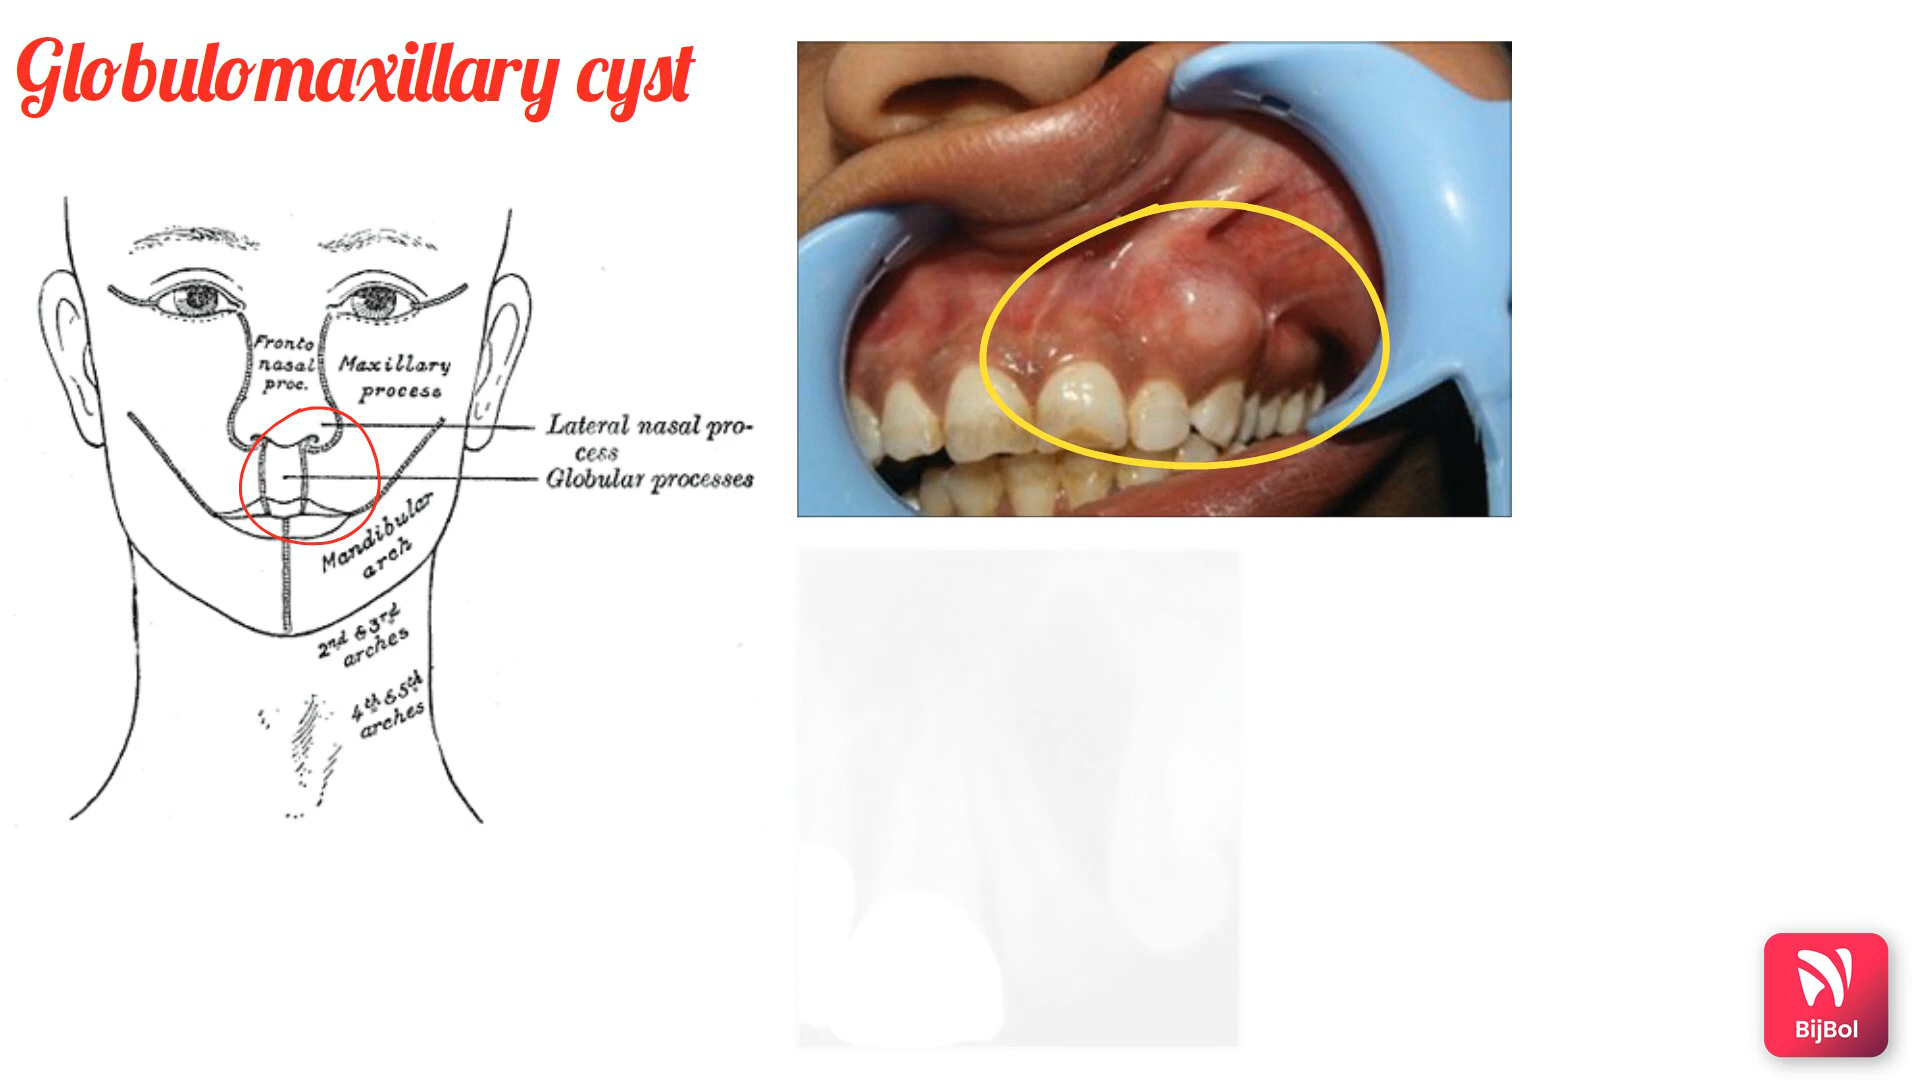 Globulomaxillary cyst
Fronto
nasal
proc.
Maxillary
process
Lateral nasal pro-
cess
Globular processes
Mandibular
arch
2nd & 3rd
arches
4th & 5th
arches
BijBol